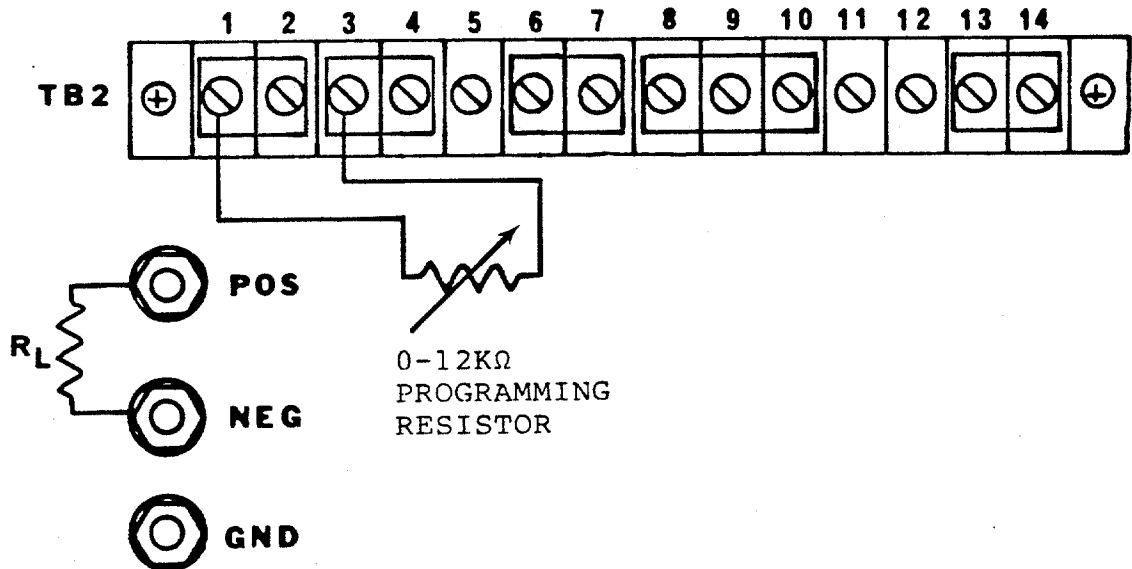 1 2 3 4 5 6 7 8 9 10 11 12 13 14
TB2
POS
RL
0-12KΩ
PROGRAMMING
RESISTOR
NEG
GND